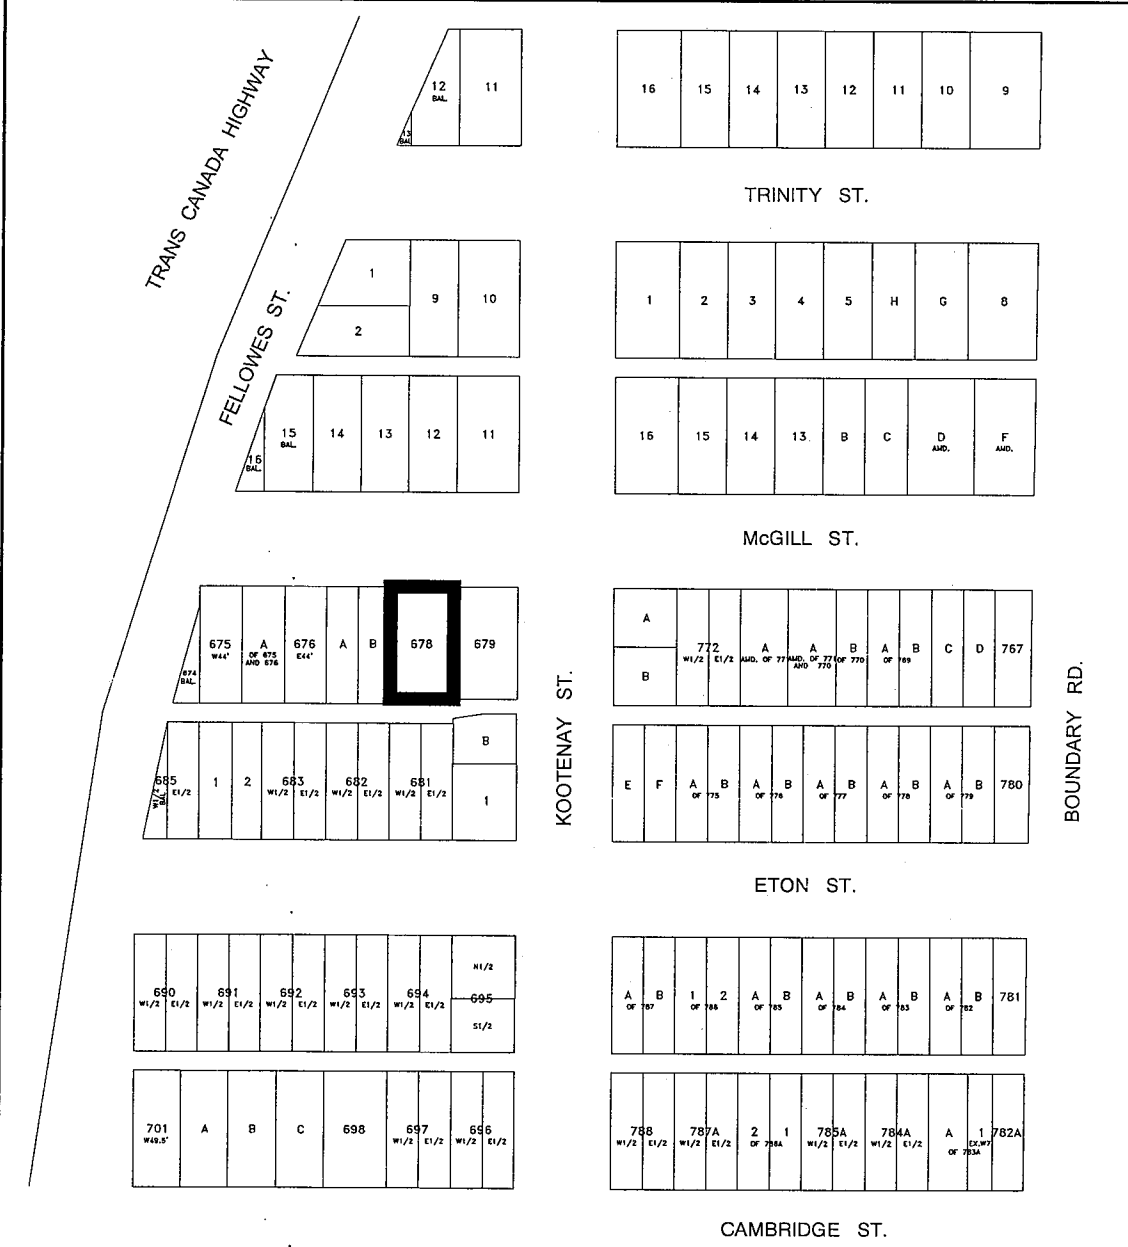 TRANS CANADA HIGHWAY
12 11
BAL.
13
BAL
16 15 14 13 12 11 10 9
TRINITY ST.
1 9 10
2
1 2 3 4 5 H G 8
FELLOWES ST.
15 14 13 12 11
BAL.
16
BAL.
16 15 14 13 B C D F
AMD. AMD.
McGILL ST.
675 A 676 A B 678 679
W44' OF 675 AND 676 E44'
674
BAL.
A
B
772 A A B A B C D 767
W1/2 E1/2 AMD. OF 771 AMD. OF 771 AND 770 OF 770 OF 769
KOOTENAY ST.
BOUNDARY RD.
685 1 2 683 682 681 B
W1/2 BAL E1/2 W1/2 E1/2 W1/2 E1/2 W1/2 E1/2 1
E F A B A B A B A B A B 780
OF 775 OF 776 OF 777 OF 778 OF 779
ETON ST.
690 691 692 693 694 N1/2
W1/2 E1/2 W1/2 E1/2 W1/2 E1/2 W1/2 E1/2 W1/2 E1/2 695
S1/2
A B 1 2 A B A B A B A B 781
OF 787 OF 786 OF 785 OF 784 OF 783 OF 782
701 A B C 698 697 696
W49.5' W1/2 E1/2 W1/2 E1/2
788 787A 2 1 785A 784A A 1 782A
W1/2 E1/2 W1/2 E1/2 OF 786A W1/2 E1/2 W1/2 E1/2 OF 783A EX.W7
CAMBRIDGE ST.